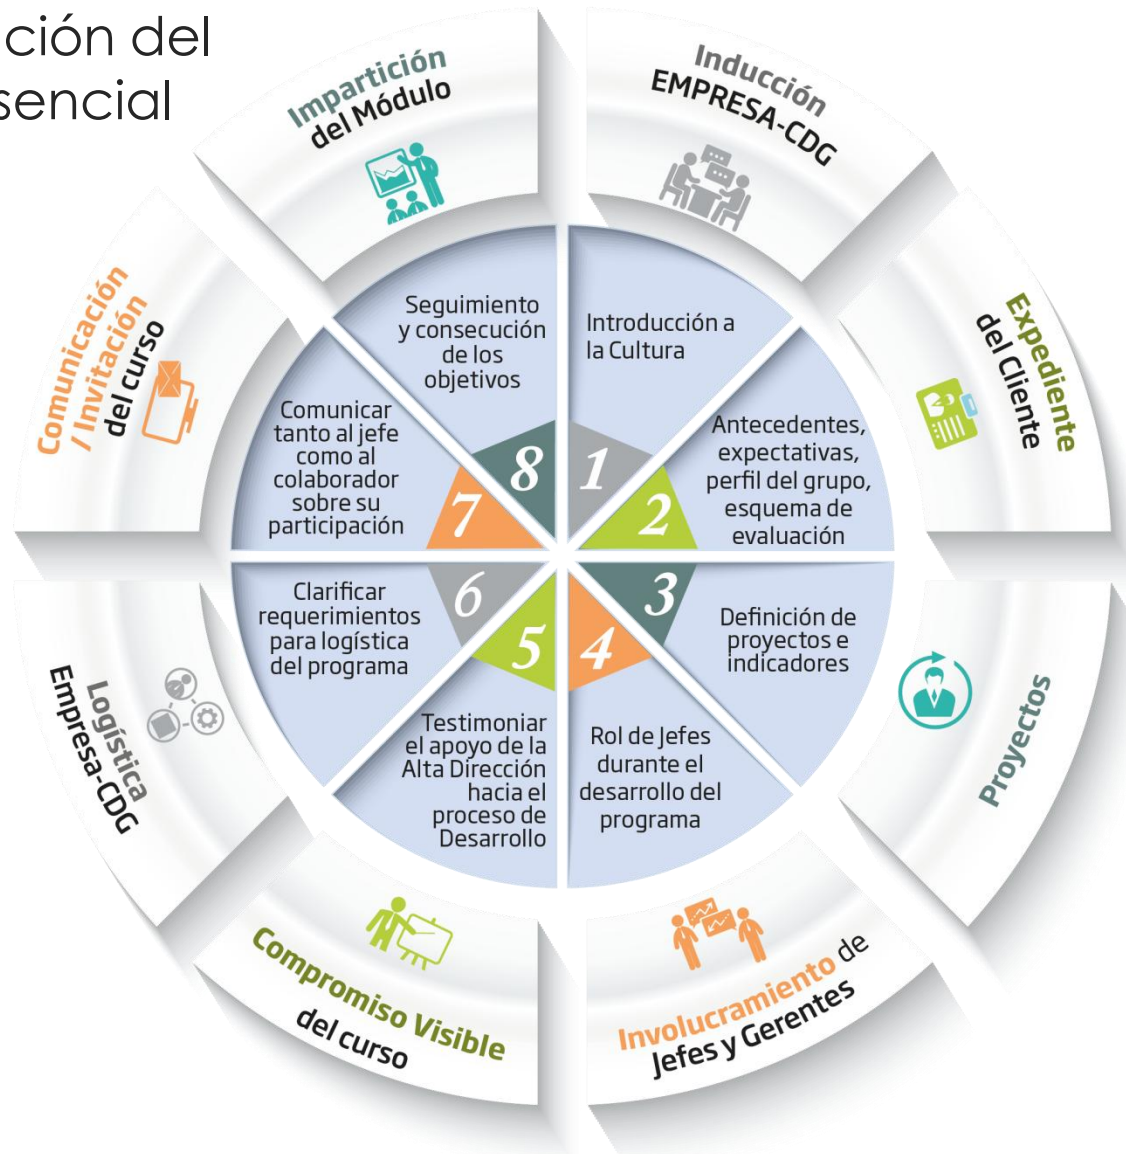 ción del
sencial
Inducción
EMPRESA-CDG
Introducción a
la Cultura
1
Expediente
del Cliente
Antecedentes,
expectativas,
perfil del grupo,
esquema de
evaluación
2
Proyectos
Definición de
proyectos e
indicadores
3
Involucramiento de
Jefes y Gerentes
Rol de Jefes
durante el
desarrollo del
programa
4
Compromiso Visible
del curso
Testimoniar
el apoyo de la
Alta Dirección
hacia el
proceso de
Desarrollo
5
Logística
Empresa-CDG
Clarificar
requerimientos
para logística
del programa
6
Comunicación
/ Invitación
del curso
Comunicar
tanto al jefe
como al
colaborador
sobre su
participación
7
Impartición
del Módulo
Seguimiento
y consecución
de los
objetivos
8